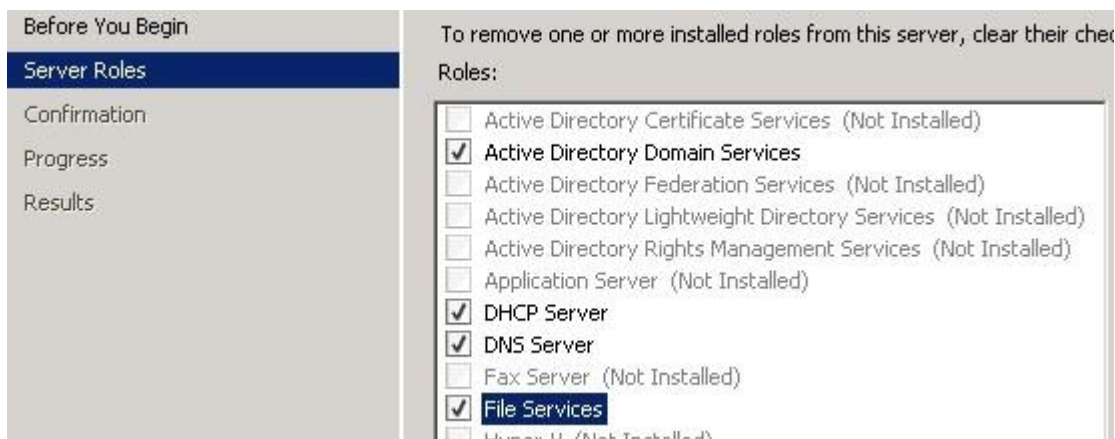 Before You Begin
Server Roles
Confirmation
Progress
Results
To remove one or more installed roles from this server, clear their
Roles:
Active Directory Certificate Services (Not Installed)
Active Directory Domain Services
Active Directory Federation Services (Not Installed)
Active Directory Lightweight Directory Services (Not Installed)
Active Directory Rights Management Services (Not Installed)
Application Server (Not Installed)
DHCP Server
DNS Server
Fax Server (Not Installed)
File Services